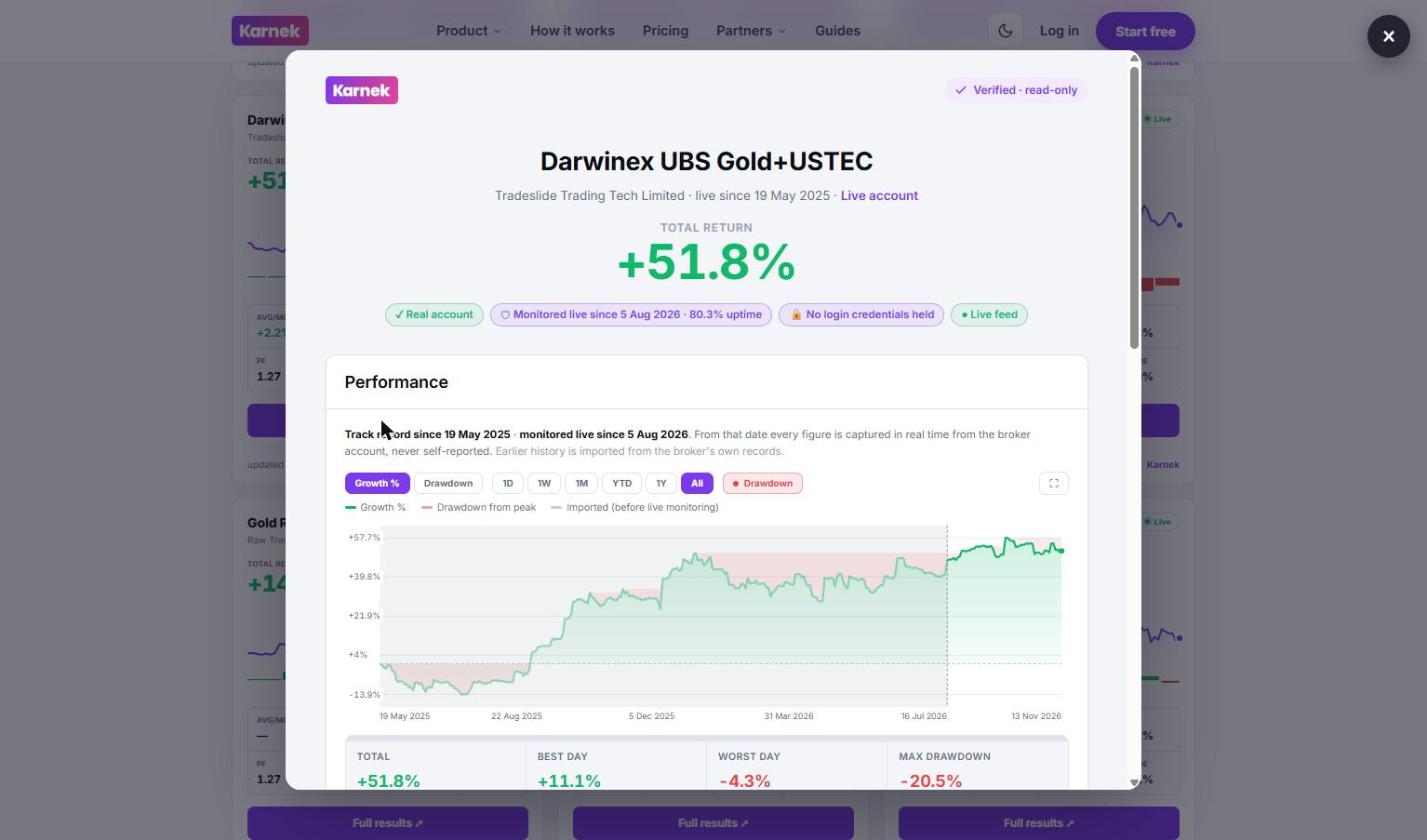 Karnek
Product
How it works
Pricing
Partners
Guides
Log in
Start free
Karnek
Verified · read-only
Darwinex UBS Gold+USTEC
Tradeslide Trading Tech Limited · live since 19 May 2025 · Live account
TOTAL RETURN
+51.8%
✓ Real account
Monitored live since 5 Aug 2026 · 80.3% uptime
No login credentials held
Live feed
Performance
Track record since 19 May 2025 · monitored live since 5 Aug 2026. From that date every figure is captured in real time from the broker
account, never self-reported. Earlier history is imported from the broker's own records.
Growth % Drawdown 1D 1W 1M YTD 1Y All Drawdown
Growth % Drawdown from peak Imported (before live monitoring)
+57.7%
+39.8%
+21.9%
+4%
-13.9%
19 May 2025 22 Aug 2025 5 Dec 2025 31 Mar 2026 16 Jul 2026 13 Nov 2026
TOTAL BEST DAY WORST DAY MAX DRAWDOWN
+51.8% +11.1% -4.3% -20.5%
PF
1.27
updated
Karnek
Live
PF
1.27
Live
Full results ↗ Full results ↗ Full results ↗